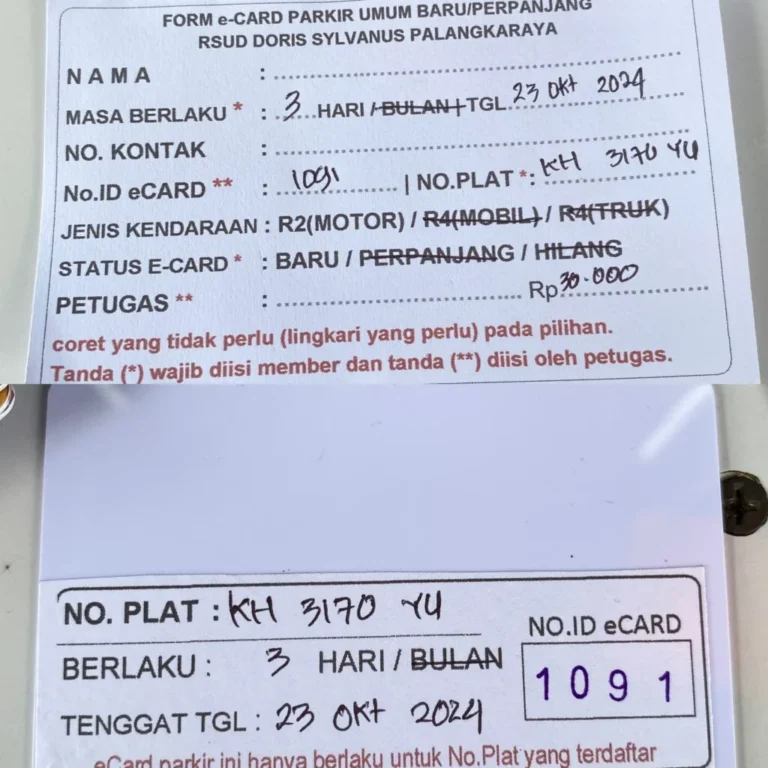 FORM e-CARD PARKIR UMUM BARU/PERPANJANG
RSUD DORIS SYLVANUS PALANGKARAYA
NAMA :
MASA BERLAKU * : 3 HARI / BULAN | TGL 23 Okt 2024
NO. KONTAK :
No.ID eCARD ** : 1091 | NO.PLAT *: KH 3170 YU
JENIS KENDARAAN : R2(MOTOR) / R4(MOBIL) / R4(TRUK)
STATUS E-CARD * : BARU / PERPANJANG / HILANG
PETUGAS ** : Rp 30.000
coret yang tidak perlu (lingkari yang perlu) pada pilihan.
Tanda (*) wajib diisi member dan tanda (**) diisi oleh petugas.
NO. PLAT : KH 3170 YU
BERLAKU : 3 HARI / BULAN
TENGGAT TGL : 23 Okt 2024
NO.ID eCARD
1091
eCard parkir ini hanya berlaku untuk No.Plat yang terdaftar